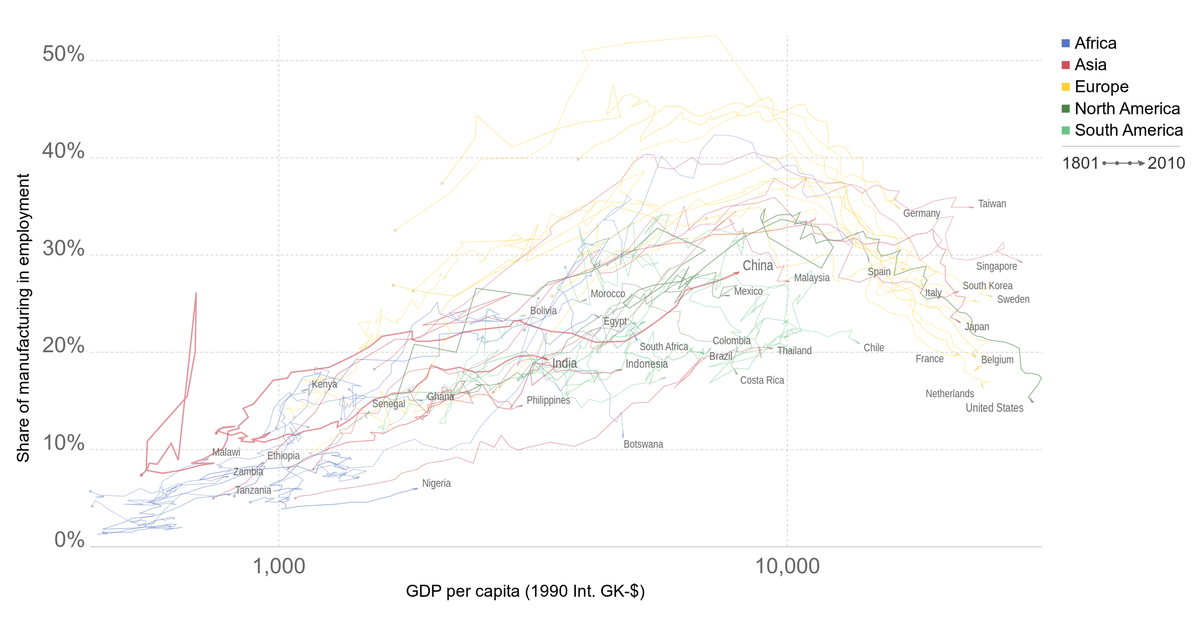 50%
40%
30%
20%
10%
0%
Share of manufacturing in employment
1,000
10,000
GDP per capita (1990 Int. GK-$)
Africa
Asia
Europe
North America
South America
1801
2010
Taiwan
Germany
Singapore
China
Spain
Malaysia
South Korea
Morocco
Mexico
Italy
Sweden
Bolivia
Egypt
Japan
South Africa
Colombia
Chile
Thailand
Brazil
France
Belgium
India
Indonesia
Costa Rica
Kenya
Netherlands
Ghana
Senegal
Philippines
United States
Botswana
Malawi
Ethiopia
Zambia
Nigeria
Tanzania